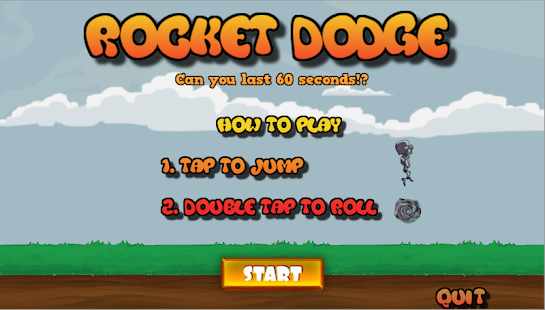 ROCKET DODGE
Can you last 60 seconds!?
HOW TO PLAY
1. TAP TO JUMP
2. DOUBLE TAP TO ROLL
START
QUIT